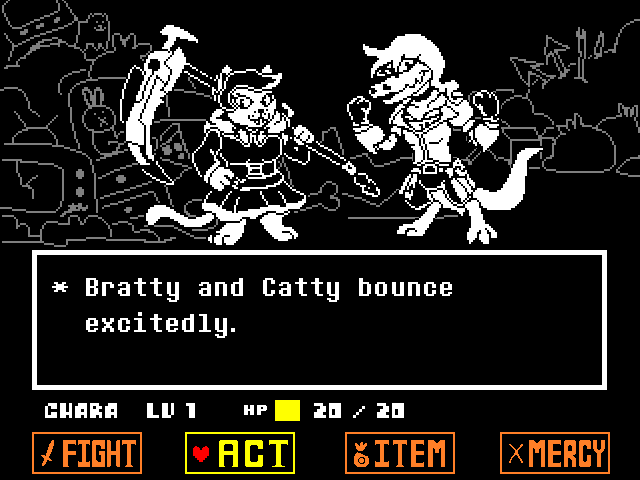 * Bratty and Catty bounce
excitedly.
CHARA LV 1 HP 20 / 20
FIGHT ACT ITEM MERCY